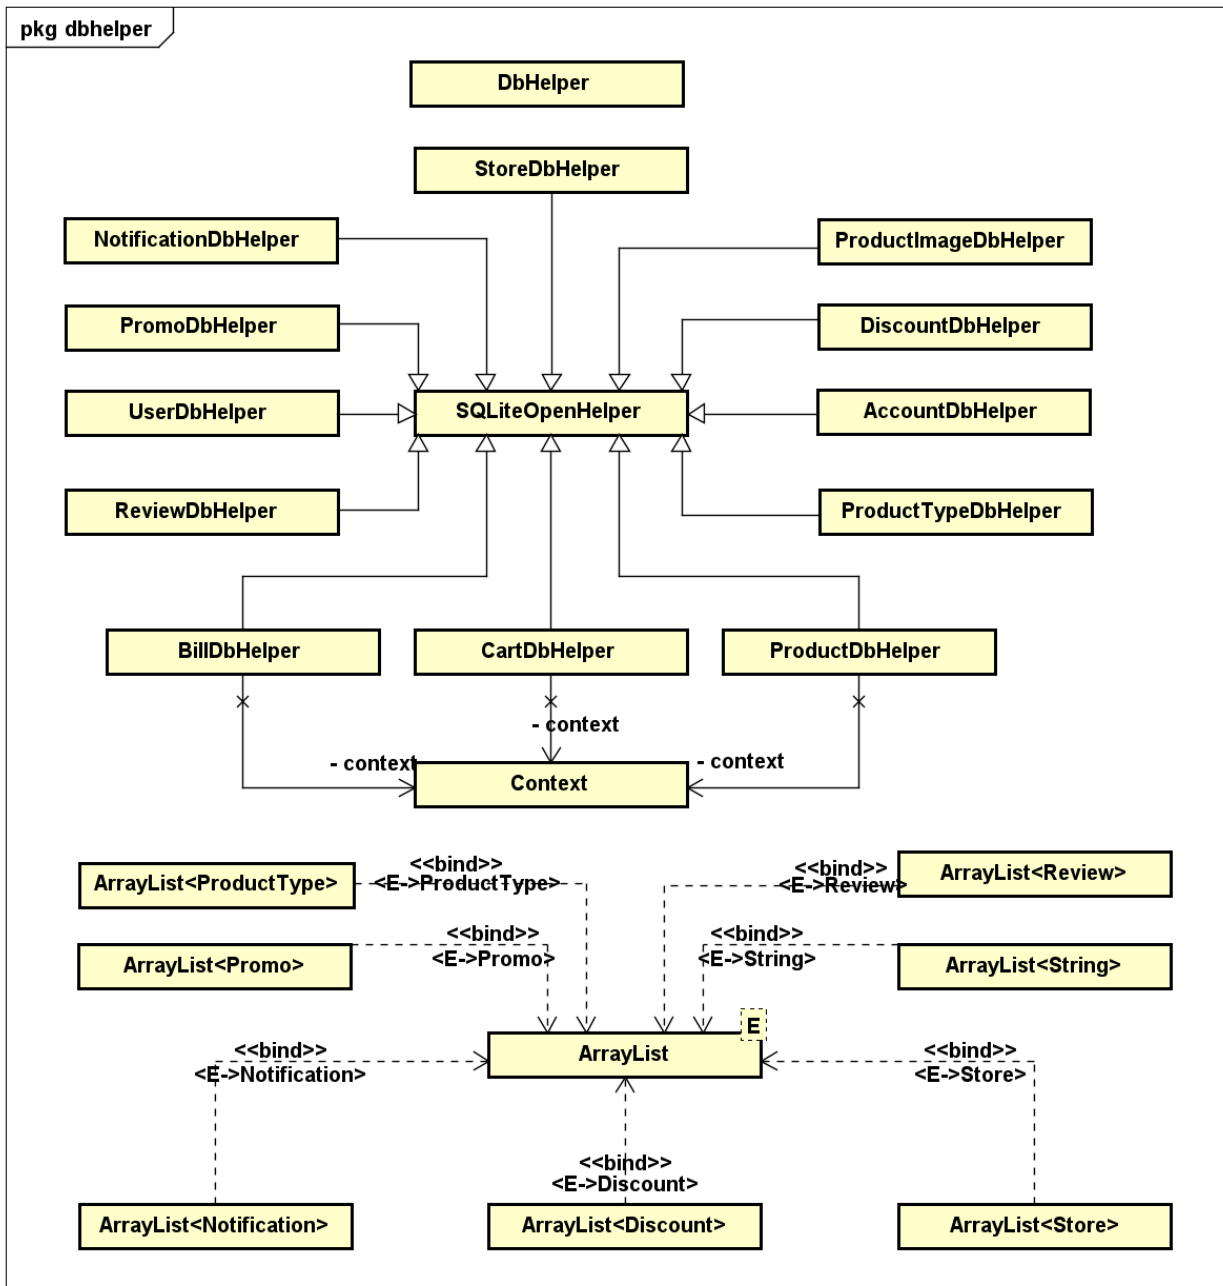 pkg dbhelper
DbHelper
StoreDbHelper
NotificationDbHelper
ProductImageDbHelper
PromoDbHelper
DiscountDbHelper
UserDbHelper
SQLiteOpenHelper
AccountDbHelper
ReviewDbHelper
ProductTypeDbHelper
BillDbHelper
CartDbHelper
ProductDbHelper
- context
- context
- context
Context
<<bind>>
<E->ProductType>
ArrayList<ProductType>
<<bind>>
<E->Review>
ArrayList<Review>
<<bind>>
<E->Promo>
ArrayList<Promo>
<<bind>>
<E->String>
ArrayList<String>
E
ArrayList
<<bind>>
<E->Notification>
<<bind>>
<E->Store>
<<bind>>
<E->Discount>
ArrayList<Notification>
ArrayList<Discount>
ArrayList<Store>